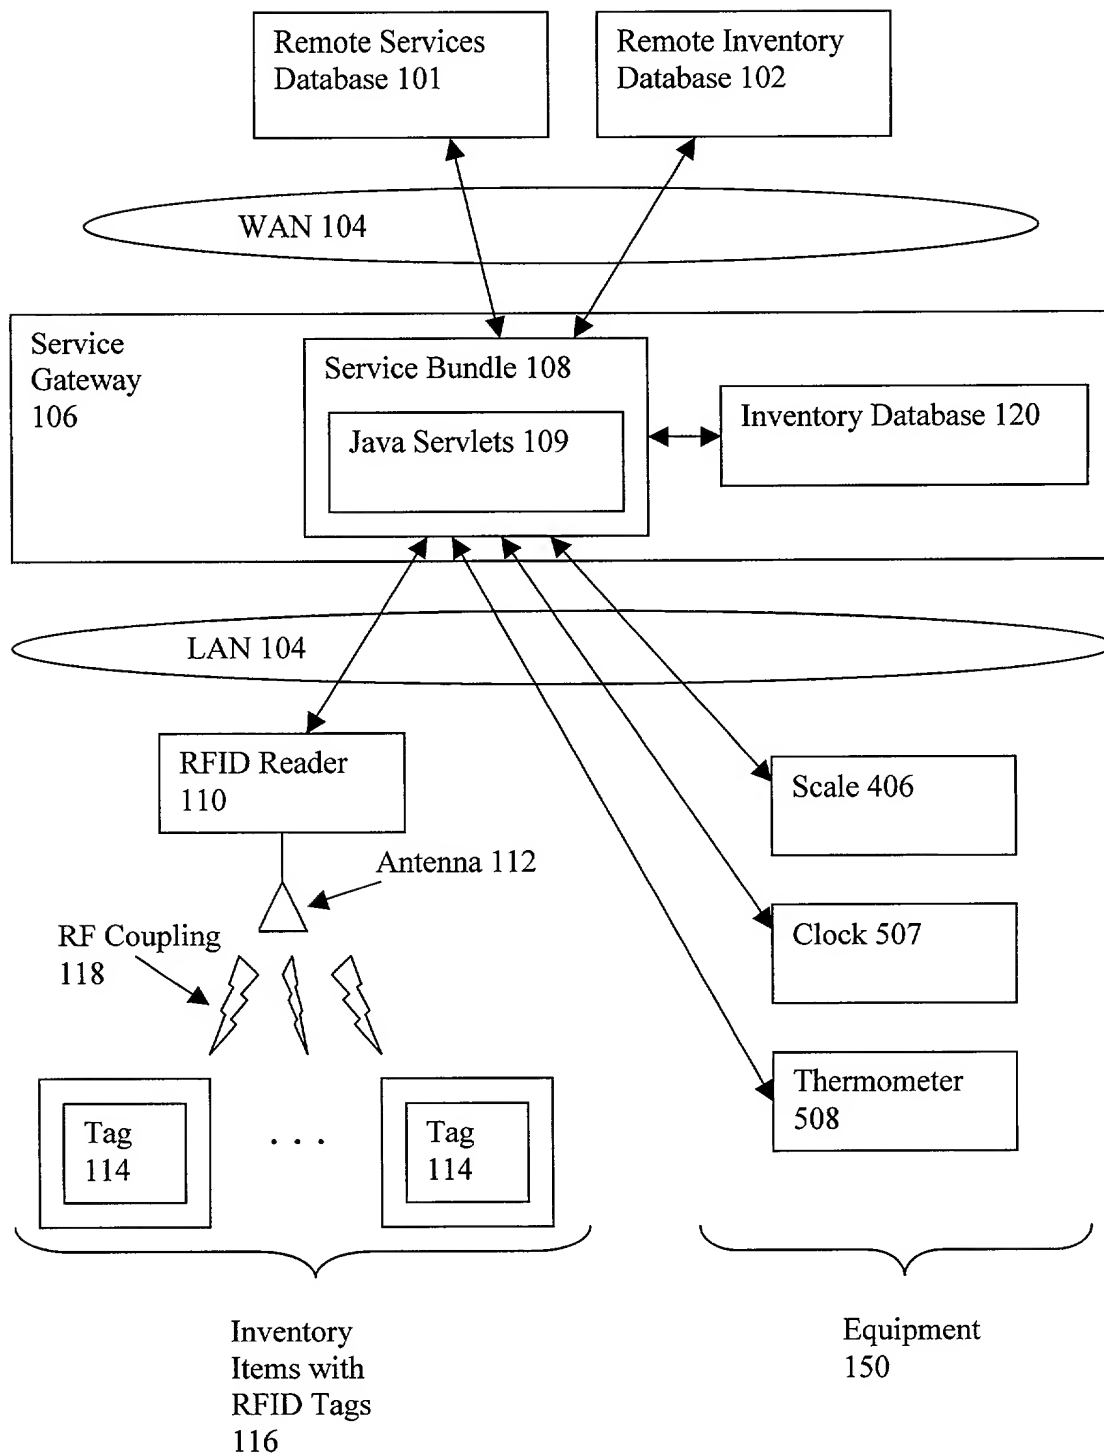 Remote Services
Database 101
Remote Inventory
Database 102
WAN 104
Service
Gateway
106
Service Bundle 108
Java Servlets 109
Inventory Database 120
LAN 104
RFID Reader
110
Scale 406
Antenna 112
RF Coupling
118
Clock 507
Thermometer
508
Tag
114
. . .
Tag
114
Inventory
Items with
RFID Tags
116
Equipment
150